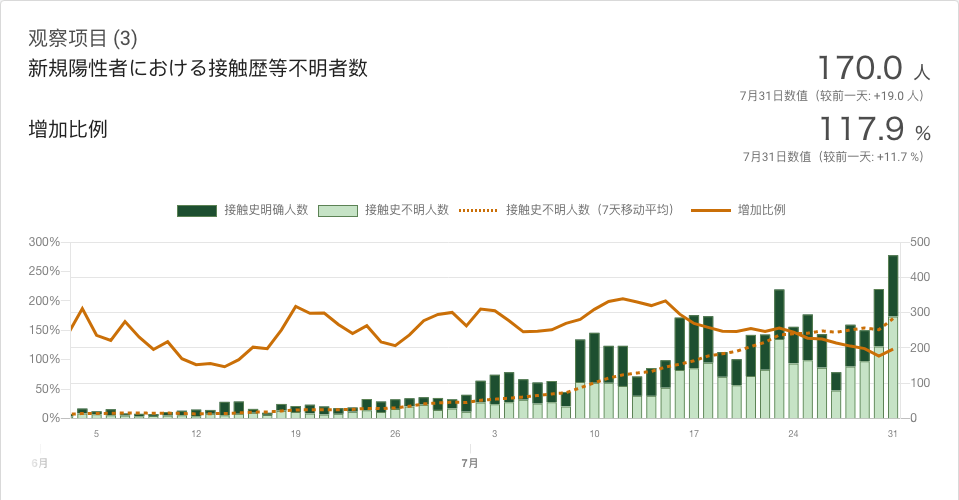 观察项目 (3)
新規陽性者における接触歴等不明者数
170.0 人
7月31日数值（较前一天: +19.0 人）
增加比例
117.9 %
7月31日数值（较前一天: +11.7 %）
接触史明确人数 接触史不明人数 接触史不明人数（7天移动平均） 增加比例
300% 500
250% 400
200% 300
150% 200
100% 100
50%
0% 0
5 12 19 26 3 10 17 24 31
6月 7月